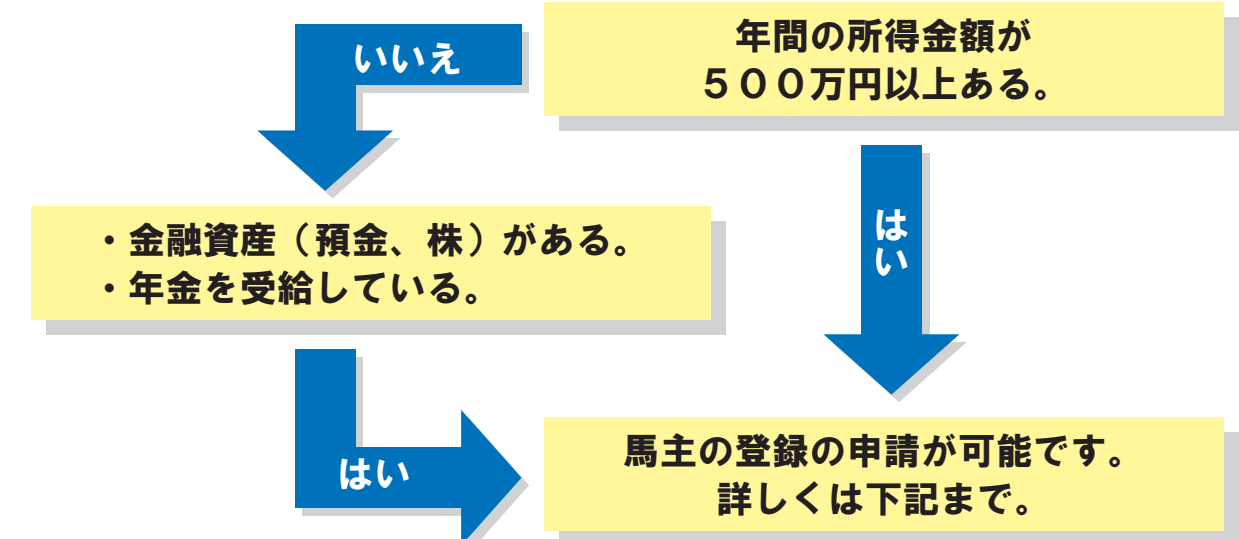 年間の所得金額が
５００万円以上ある。
いいえ
はい
・金融資産（預金、株）がある。
・年金を受給している。
はい
馬主の登録の申請が可能です。
詳しくは下記まで。